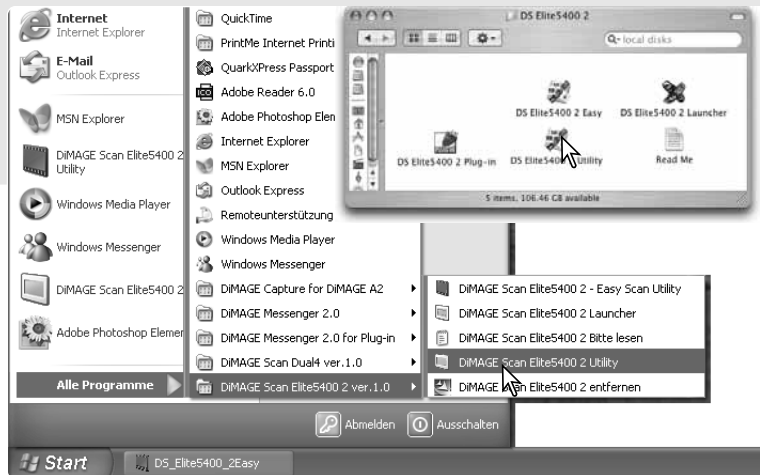 Internet
Internet Explorer
E-Mail
Outlook Express
MSN Explorer
DiMAGE Scan Elite5400 2
Utility
Windows Media Player
Windows Messenger
DiMAGE Scan Elite5400 2
Adobe Photoshop Elemen
Alle Programme
QuickTime
PrintMe Internet Printi
QuarkXPress Passport
Adobe Reader 6.0
Adobe Photoshop Elem
Internet Explorer
MSN Explorer
Outlook Express
Remoteunterstützung
Windows Media Player
Windows Messenger
DiMAGE Capture for DiMAGE A2
DiMAGE Messenger 2.0
DiMAGE Messenger 2.0 for Plug-in
DiMAGE Scan Dual4 ver.1.0
DiMAGE Scan Elite5400 2 ver.1.0
DiMAGE Scan Elite5400 2 - Easy Scan Utility
DiMAGE Scan Elite5400 2 Launcher
DiMAGE Scan Elite5400 2 Bitte lesen
DiMAGE Scan Elite5400 2 Utility
DiMAGE Scan Elite5400 2 entfernen
Abmelden
Ausschalten
Start
DS_Elite5400_2Easy
DS Elite5400 2
local disks
DS Elite5400 2 Easy
DS Elite5400 2 Launcher
DS Elite5400 2 Plug-in
DS Elite5400 2 Utility
Read Me
5 items, 106.46 GB available